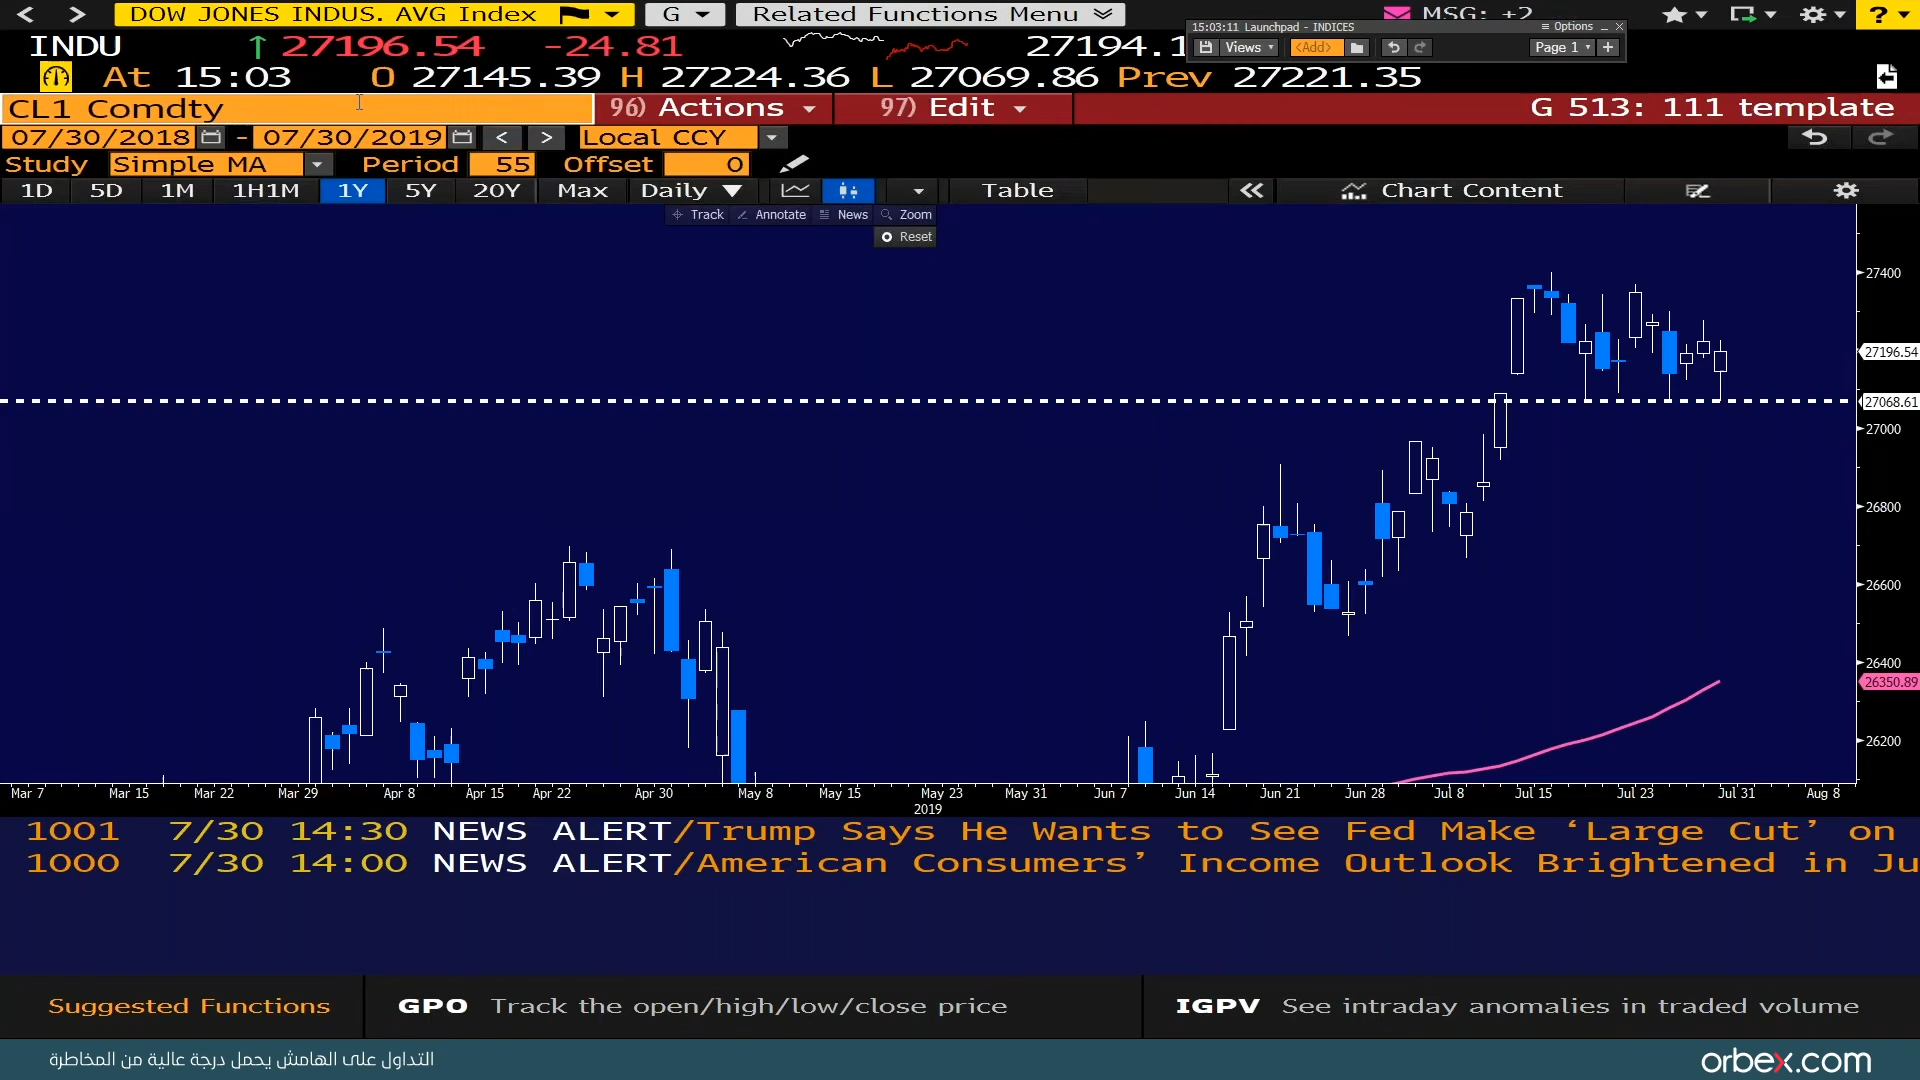 DOW JONES INDUS. AVG Index G Related Functions Menu MSG: +2 ?
INDU ↑ 27196.54 -24.81 27194.1
15:03:11 Launchpad - INDICES Options
Views <Add> Page 1 +
At 15:03 O 27145.39 H 27224.36 L 27069.86 Prev 27221.35
CL1 Comdty 96) Actions 97) Edit G 513: 111 template
07/30/2018 - 07/30/2019 < > Local CCY
Study Simple MA Period 55 Offset 0
1D 5D 1M 1H1M 1Y 5Y 20Y Max Daily ▼ Table « Chart Content
Track Annotate News Zoom
Reset
27400
27196.54
27068.61
27000
26800
26600
26400
26350.89
26200
Mar 7 Mar 15 Mar 22 Mar 29 Apr 8 Apr 15 Apr 22 Apr 30 May 8 May 15 May 23 May 31 Jun 7 Jun 14 Jun 21 Jun 28 Jul 8 Jul 15 Jul 23 Jul 31 Aug 8
2019
1001 7/30 14:30 NEWS ALERT/Trump Says He Wants to See Fed Make ‘Large Cut’ on
1000 7/30 14:00 NEWS ALERT/American Consumers’ Income Outlook Brightened in Ju
Suggested Functions GPO Track the open/high/low/close price IGPV See intraday anomalies in traded volume
التداول على الهامش يحمل درجة عالية من المخاطرة
orbex.com